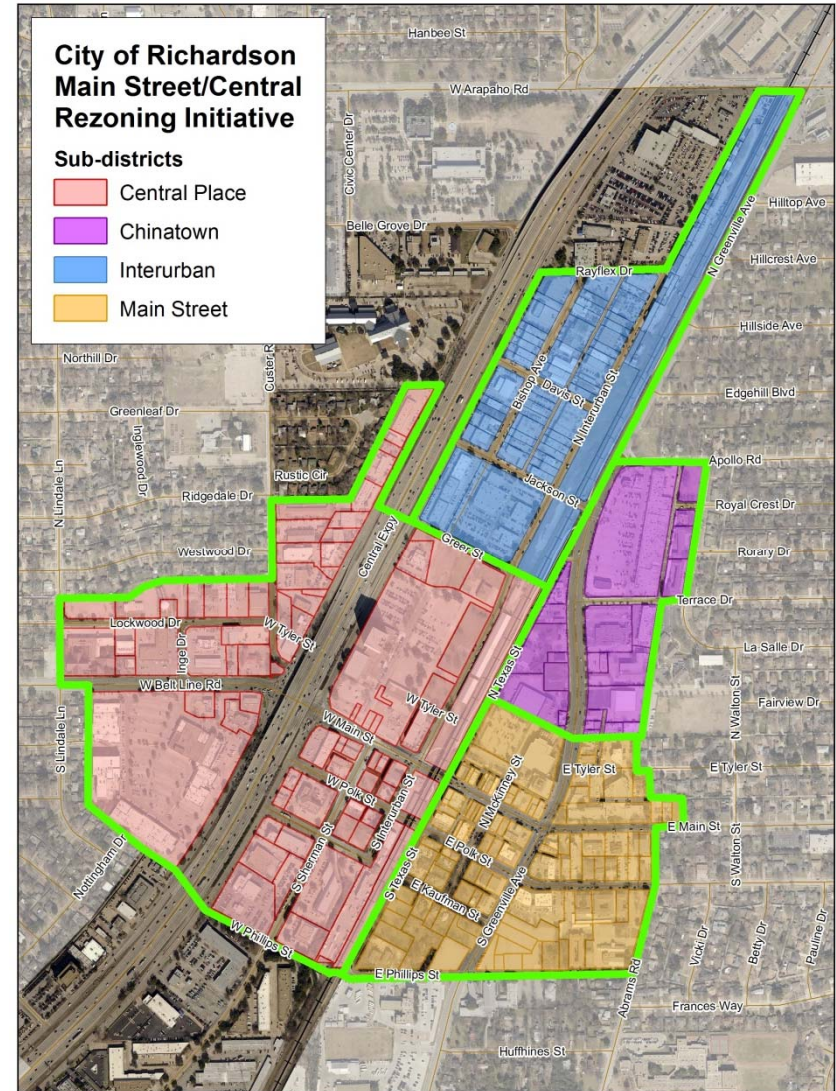 City of Richardson
Main Street/Central
Rezoning Initiative
Sub-districts
Central Place
Chinatown
Interurban
Main Street
Hanbee St
W Arapaho Rd
Civic Center Dr
Belle Grove Dr
Hilltop Ave
N Greenville Ave
Hillcrest Ave
Rayflex Dr
Hillside Ave
Northill Dr
Custer R
Bishop Ave
Davis St
N Interurban St
Edgehill Blvd
Greenleaf Dr
Inglewood Dr
N Lindale Ln
Rustic Cir
Apollo Rd
Ridgedale Dr
Jackson St
Royal Crest Dr
Westwood Dr
Central Expy
Greer St
Rorary Dr
Terrace Dr
Lockwood Dr
Inge Dr
W Tyler St
La Salle Dr
W Belt Line Rd
N Texas St
N Walton St
Fairview Dr
S Lindale Ln
W Tyler St
W Main St
E Tyler St
E Tyler St
N McKinney St
W Polk St
S Interurban St
E Main St
S Sherman St
E Polk St
S Walton St
Nottingham Dr
S Texas St
E Kaufman St
S Greenville Ave
W Phillips St
E Phillips St
Abrams Rd
Vicki Dr
Betty Dr
Pauline Dr
Frances Way
Huffhines St